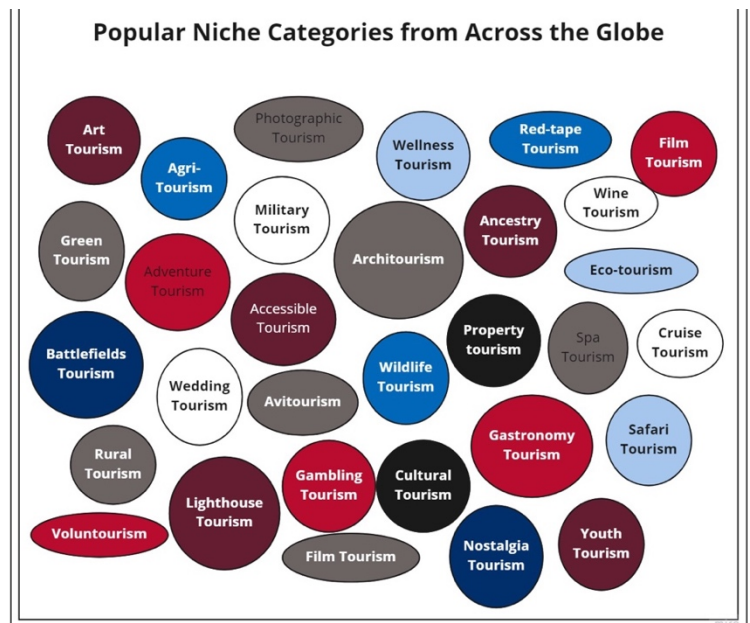 Popular Niche Categories from Across the Globe
Art
Tourism
Agri-
Tourism
Photographic
Tourism
Wellness
Tourism
Red-tape
Tourism
Film
Tourism
Green
Tourism
Adventure
Tourism
Military
Tourism
Architourism
Ancestry
Tourism
Wine
Tourism
Eco-tourism
Battlefields
Tourism
Wedding
Tourism
Accessible
Tourism
Avitourism
Wildlife
Tourism
Property
tourism
Spa
Tourism
Cruise
Tourism
Rural
Tourism
Lighthouse
Tourism
Gambling
Tourism
Cultural
Tourism
Gastronomy
Tourism
Safari
Tourism
Voluntourism
Film Tourism
Nostalgia
Tourism
Youth
Tourism